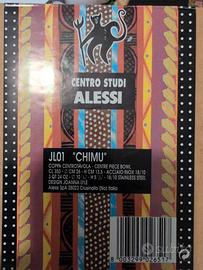 CENTRO STUDI
ALESSI
JL01 "CHIMU"
COPPA CENTROTAVOLA - CENTRE PIECE BOWL
CL 350 - ∅ CM 26 - H CM 13.5 - ACCIAIO INOX 18/10
18/10 STAINLESS STEEL
DESIGN JOANNA LYLE
Alessi SpA 28023 Crusinallo (No) Italia
subito